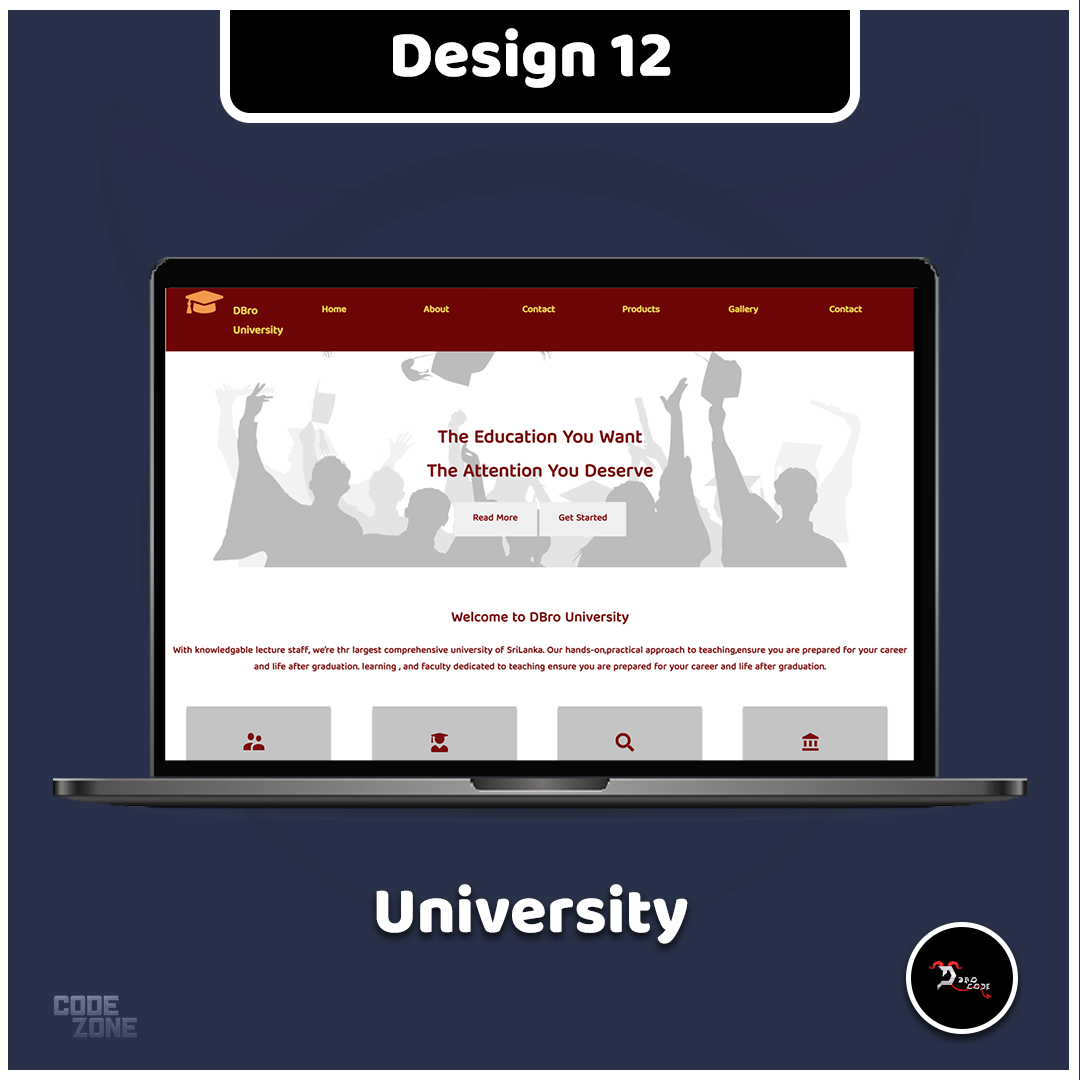 Design 12
DBro
University
Home
About
Contact
Products
Gallery
Contact
The Education You Want
The Attention You Deserve
Read More
Get Started
Welcome to DBro University
With knowledgable lecture staff, we're thr largest comprehensive university of SriLanka. Our hands-on,practical approach to teaching,ensure you are prepared for your career
and life after graduation. learning , and faculty dedicated to teaching ensure you are prepared for your career and life after graduation.
University
CODE
ZONE
DBRO
CODE